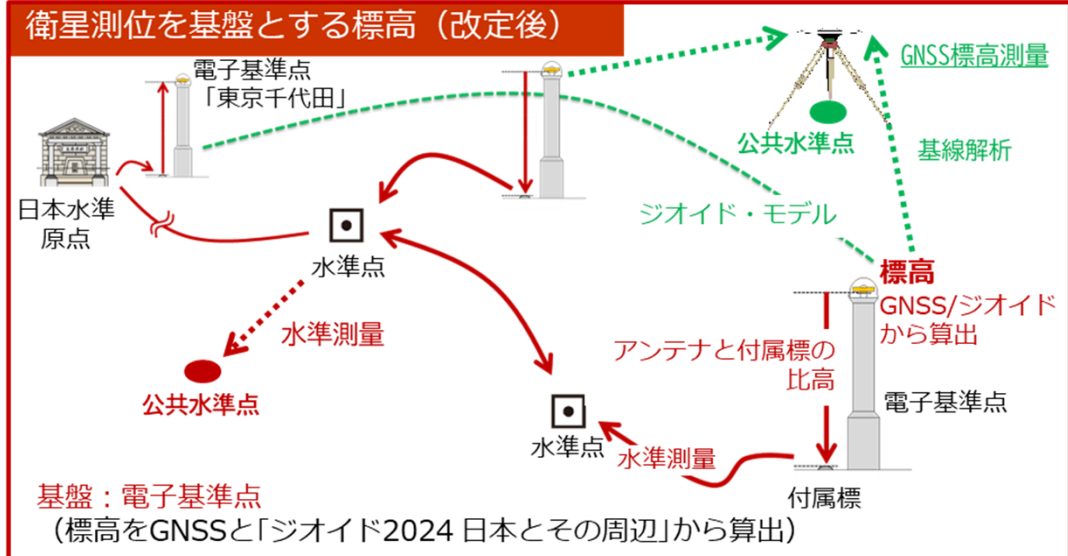 衛星測位を基盤とする標高（改定後）
電子基準点
「東京千代田」
GNSS標高測量
公共水準点
基線解析
日本水準
原点
ジオイド・モデル
水準点
標高
GNSS/ジオイド
から算出
水準測量
アンテナと付属標の
比高
公共水準点
電子基準点
水準点
水準測量
付属標
基盤：電子基準点
（標高をGNSSと「ジオイド2024 日本とその周辺」から算出）